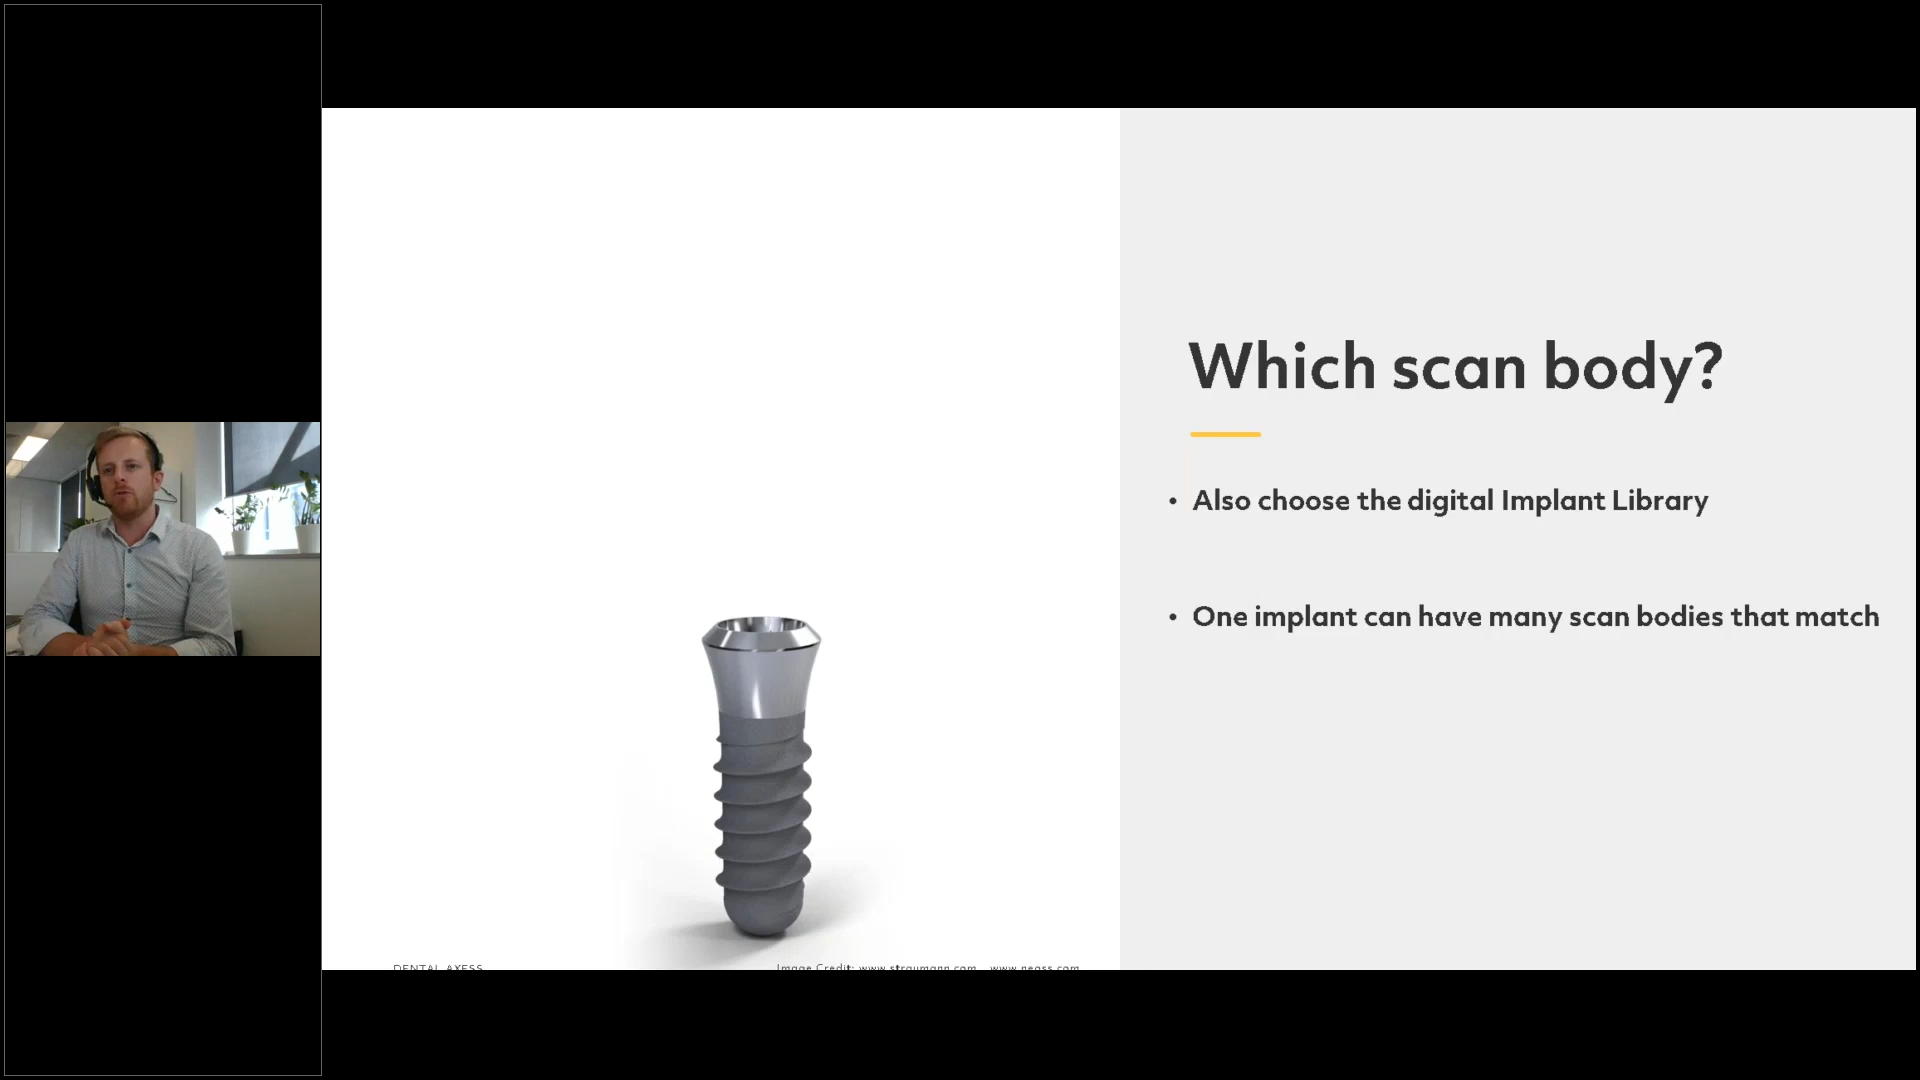 Which scan body?
• Also choose the digital Implant Library
• One implant can have many scan bodies that match
DENTAL AXESS
Image Credit: www.straumann.com www.neoss.com